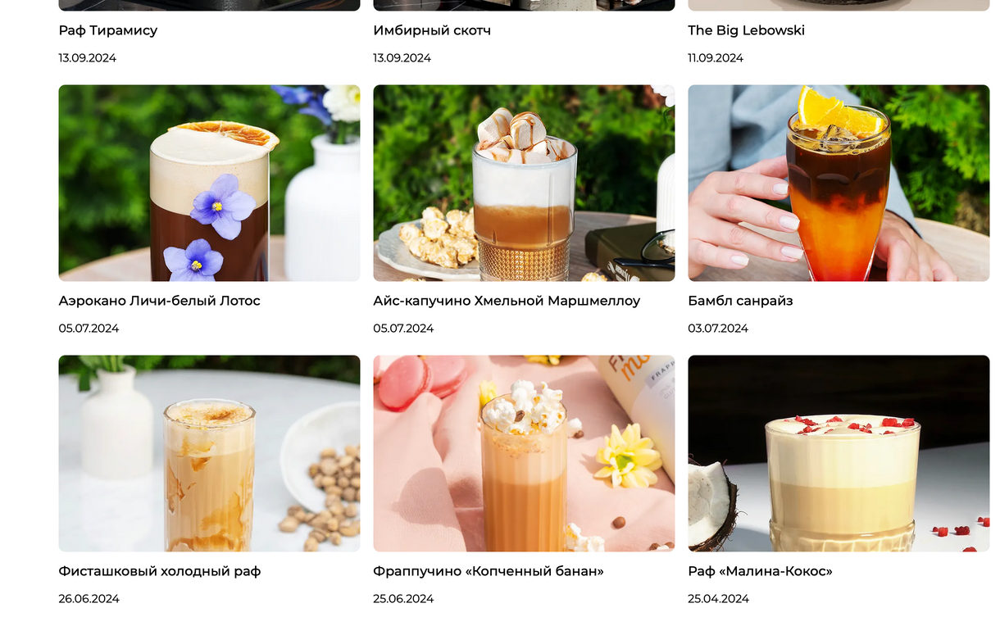 Раф Тирамису
Имбирный скотч
The Big Lebowski
13.09.2024
13.09.2024
11.09.2024
Аэрокано Личи-белый Лотос
Айс-капучино Хмельной Маршмеллоу
Бамбл санрайз
05.07.2024
05.07.2024
03.07.2024
Фисташковый холодный раф
Фраппучино «Копченный банан»
Раф «Малина-Кокос»
26.06.2024
25.06.2024
25.04.2024